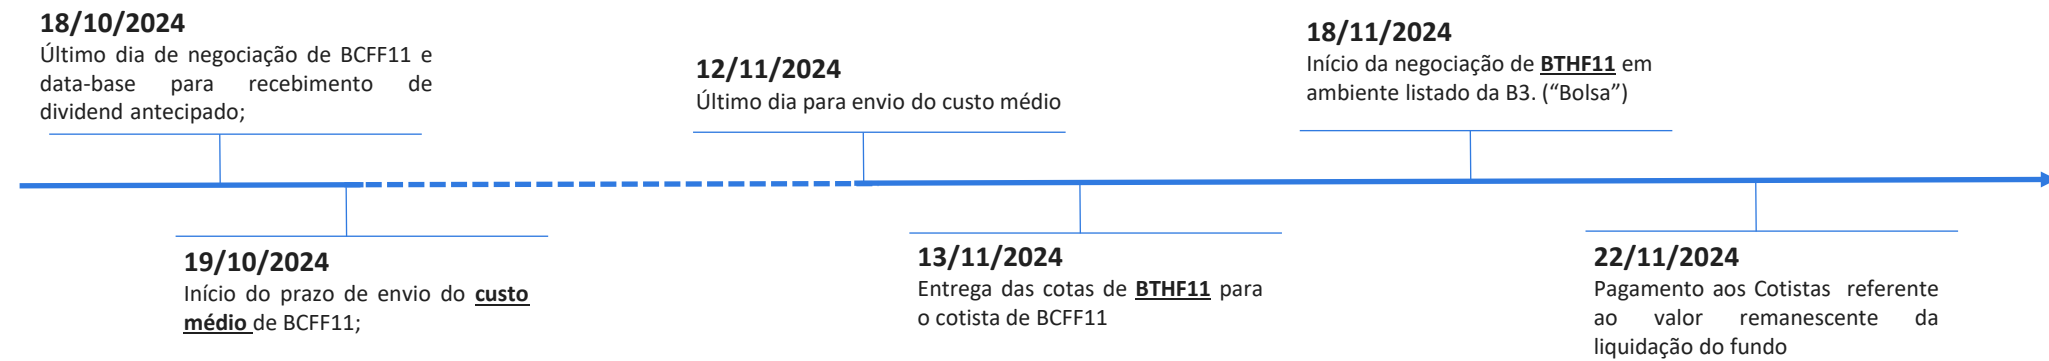 18/10/2024
Último dia de negociação de BCFF11 e
data-base para recebimento de
dividend antecipado;
19/10/2024
Início do prazo de envio do custo
médio de BCFF11;
12/11/2024
Último dia para envio do custo médio
13/11/2024
Entrega das cotas de BTHF11 para
o cotista de BCFF11
18/11/2024
Início da negociação de BTHF11 em
ambiente listado da B3. (“Bolsa”)
22/11/2024
Pagamento aos Cotistas referente
ao valor remanescente da
liquidação do fundo